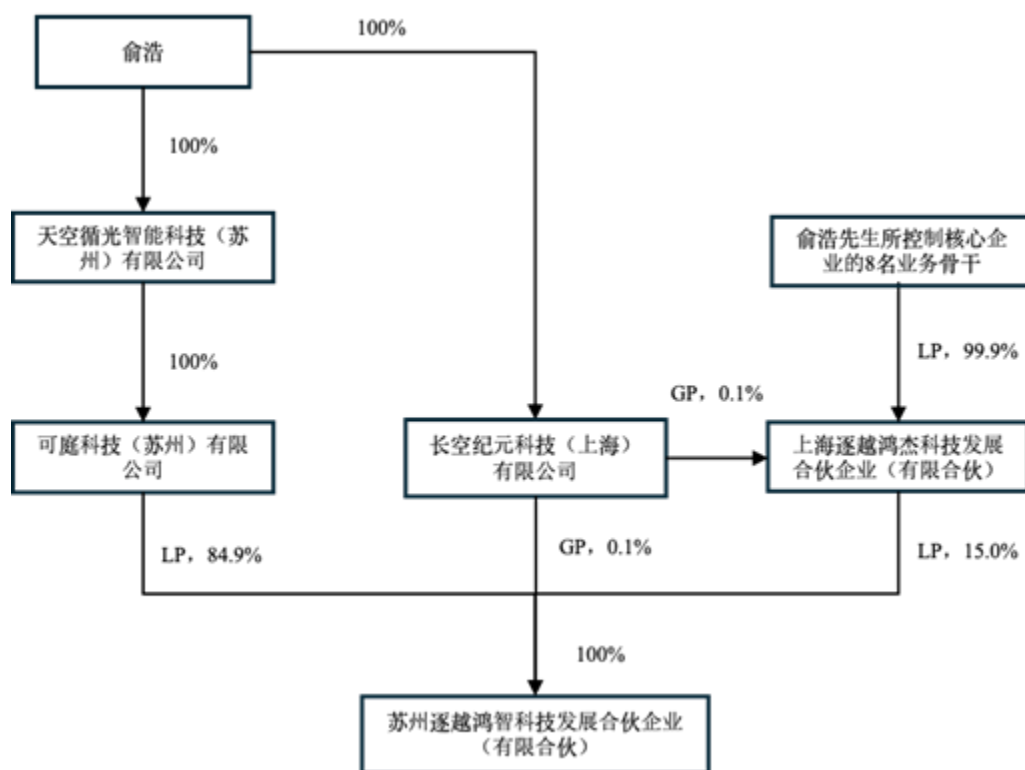 100%
俞浩
100%
天空循光智能科技（苏
州）有限公司
俞浩先生所控制核心企
业的8名业务骨干
100%
LP，99.9%
GP，0.1%
可庭科技（苏州）有限
公司
长空纪元科技（上海）
有限公司
上海逐越鸿杰科技发展
合伙企业（有限合伙）
LP，84.9%
GP，0.1%
LP，15.0%
100%
苏州逐越鸿智科技发展合伙企业
（有限合伙）